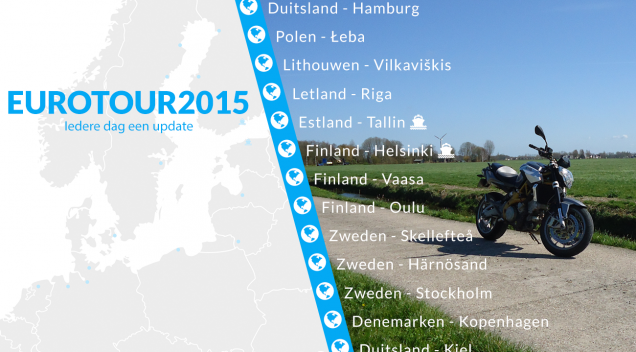 EUROTOUR2015
Iedere dag een update
Duitsland - Hamburg
Polen - Łeba
Lithouwen - Vilkaviškis
Letland - Riga
Estland - Tallin
Finland - Helsinki
Finland - Vaasa
Finland - Oulu
Zweden - Skellefteå
Zweden - Härnösand
Zweden - Stockholm
Denemarken - Kopenhagen
Duitsland - Kiel